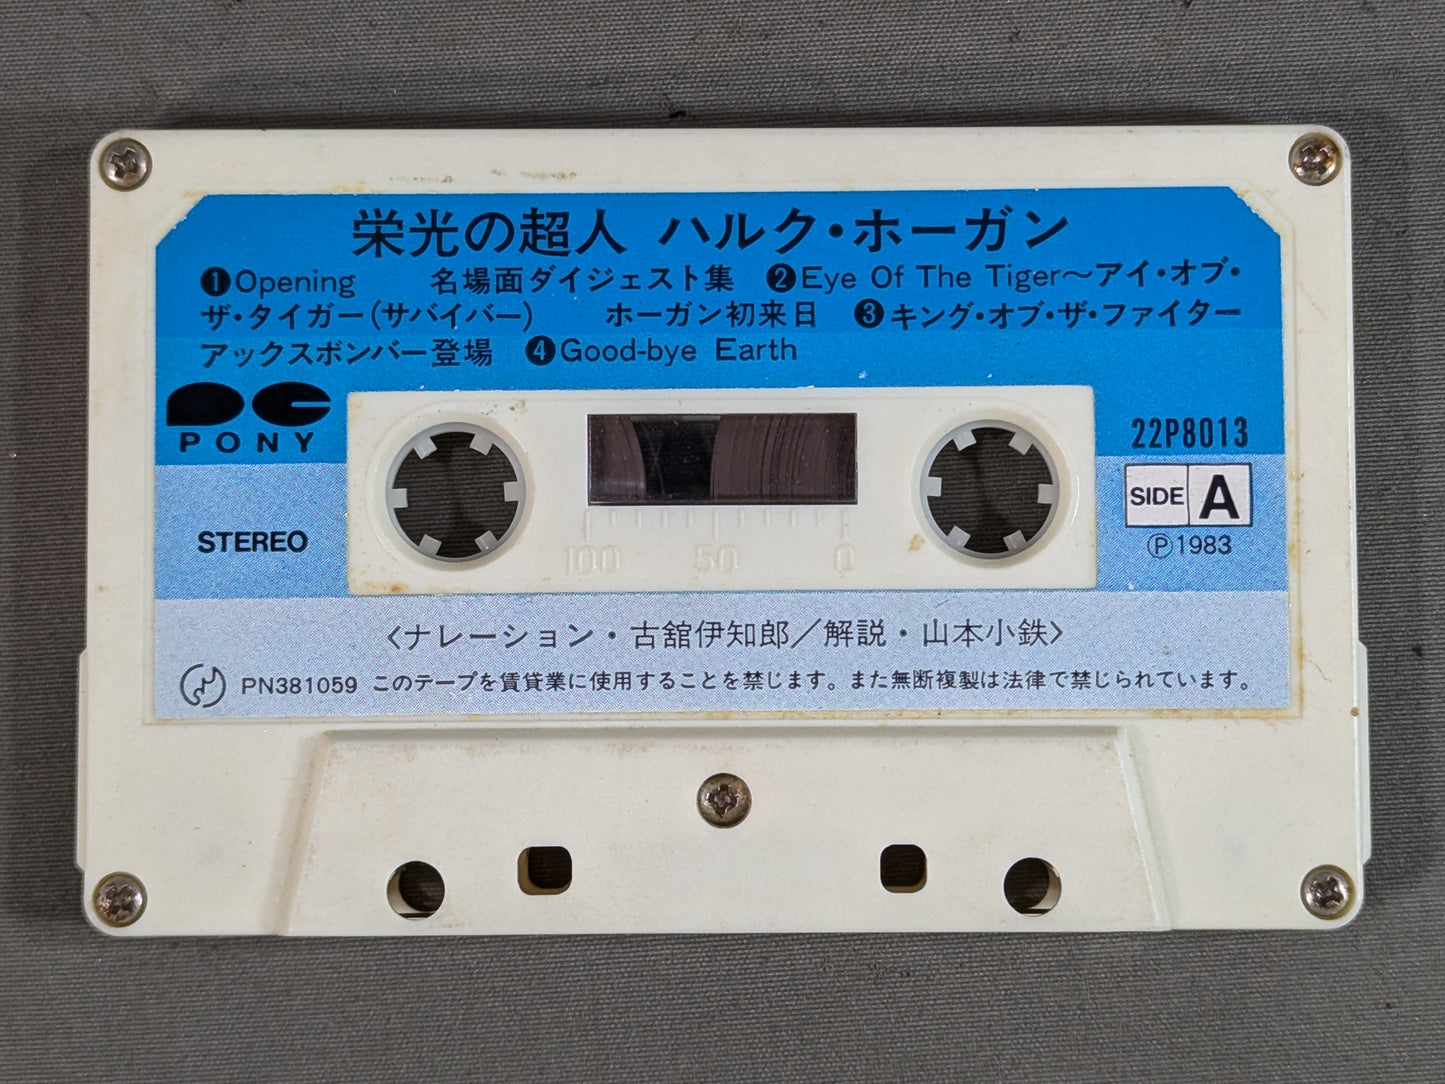 栄光の超人 ハルク・ホーガン
❶Opening　名場面ダイジェスト集　❷Eye Of The Tiger〜アイ・オブ・
ザ・タイガー(サバイバー)　ホーガン初来日　❸キング・オブ・ザ・ファイター
アックスボンバー登場　❹Good-bye Earth
PONY
22P8013
STEREO
SIDE A
Ⓟ1983
100 50 0
〈ナレーション・古舘伊知郎／解説・山本小鉄〉
PN381059 このテープを賃貸業に使用することを禁じます。また無断複製は法律で禁じられています。